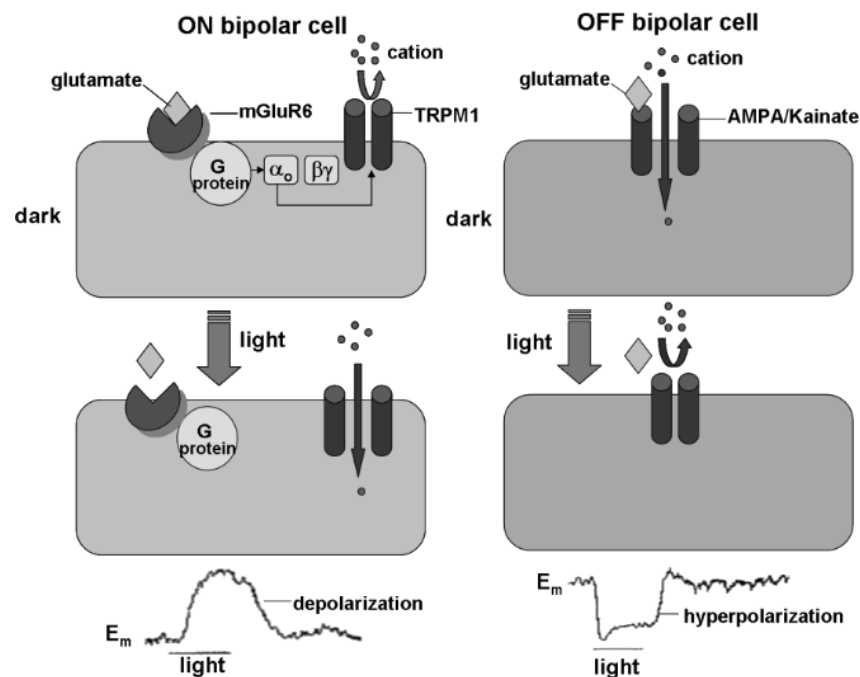 ON bipolar cell
cation
glutamate
mGluR6
TRPM1
G
protein
αo
βγ
dark
light
G
protein
Em
depolarization
light
OFF bipolar cell
cation
glutamate
AMPA/Kainate
dark
light
Em
hyperpolarization
light